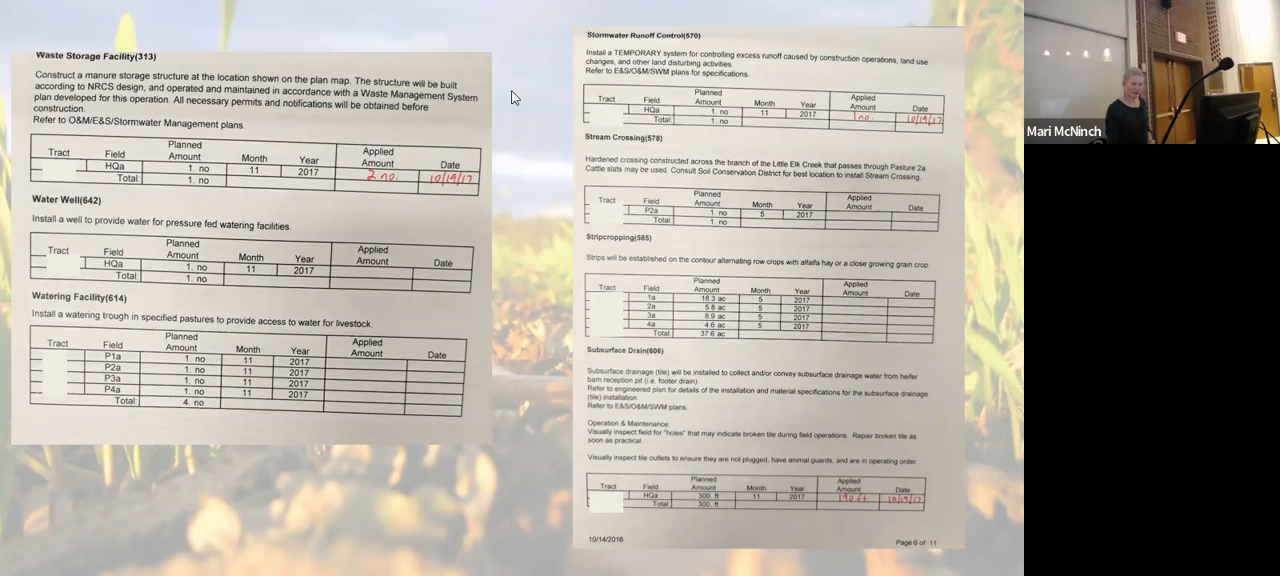 Waste Storage Facility(313)
Construct a manure storage structure at the location shown on the plan map. The structure will be built
according to NRCS design, and operated and maintained in accordance with a Waste Management System
plan developed for this operation. All necessary permits and notifications will be obtained before
construction.
Refer to O&M/E&S/Stormwater Management plans.
Tract Field Planned Amount Month Year Applied Amount Date
HQa 1. no 11 2017 2 no. 10/19/17
Total: 1. no
Water Well(642)
Install a well to provide water for pressure fed watering facilities.
Tract Field Planned Amount Month Year Applied Amount Date
HQa 1. no 11 2017
Total: 1. no
Watering Facility(614)
Install a watering trough in specified pastures to provide access to water for livestock.
Tract Field Planned Amount Month Year Applied Amount Date
P1a 1. no 11 2017
P2a 1. no 11 2017
P3a 1. no 11 2017
P4a 1. no 11 2017
Total: 4. no
Stormwater Runoff Control(570)
Install a TEMPORARY system for controlling excess runoff caused by construction operations, land use
changes, and other land disturbing activities.
Refer to E&S/O&M/SWM plans for specifications.
Tract Field Planned Amount Month Year Applied Amount Date
HQa 1. no 11 2017 1 no. 10/19/17
Total: 1. no
Stream Crossing(578)
Hardened crossing constructed across the branch of the Little Elk Creek that passes through Pasture 2a
Cattle slats may be used. Consult Soil Conservation District for best location to install Stream Crossing.
Tract Field Planned Amount Month Year Applied Amount Date
P2a 1. no 5 2017
Total: 1. no
Stripcropping(585)
Strips will be established on the contour alternating row crops with alfalfa hay or a close growing grain crop.
Tract Field Planned Amount Month Year Applied Amount Date
1a 18.3 ac 5 2017
2a 5.8 ac 5 2017
3a 8.9 ac 5 2017
4a 4.6 ac 5 2017
Total: 37.6 ac
Subsurface Drain(606)
Subsurface drainage (tile) will be installed to collect and/or convey subsurface drainage water from heifer
barn reception pit (i.e. footer drain).
Refer to engineered plan for details of the installation and material specifications for the subsurface drainage
(tile) installation.
Refer to E&S/O&M/SWM plans.
Operation & Maintenance:
Visually inspect field for "holes" that may indicate broken tile during field operations. Repair broken tile as
soon as practical.
Visually inspect tile outlets to ensure they are not plugged, have animal guards, and are in operating order.
Tract Field Planned Amount Month Year Applied Amount Date
HQa 300. ft 11 2017 190 ft 10/19/17
Total: 300. ft
10/14/2016 Page 6 of 11
Mari McNinch